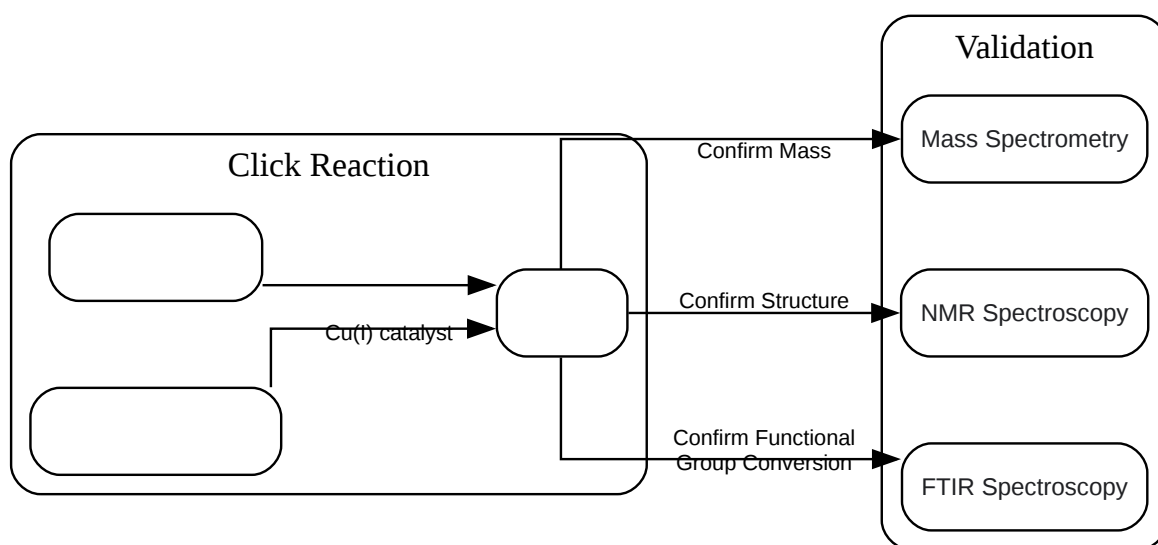 Validation
Mass Spectrometry
Confirm Mass
Click Reaction
Confirm Structure
NMR Spectroscopy
Cu(I) catalyst
Confirm Functional
Group Conversion
FTIR Spectroscopy